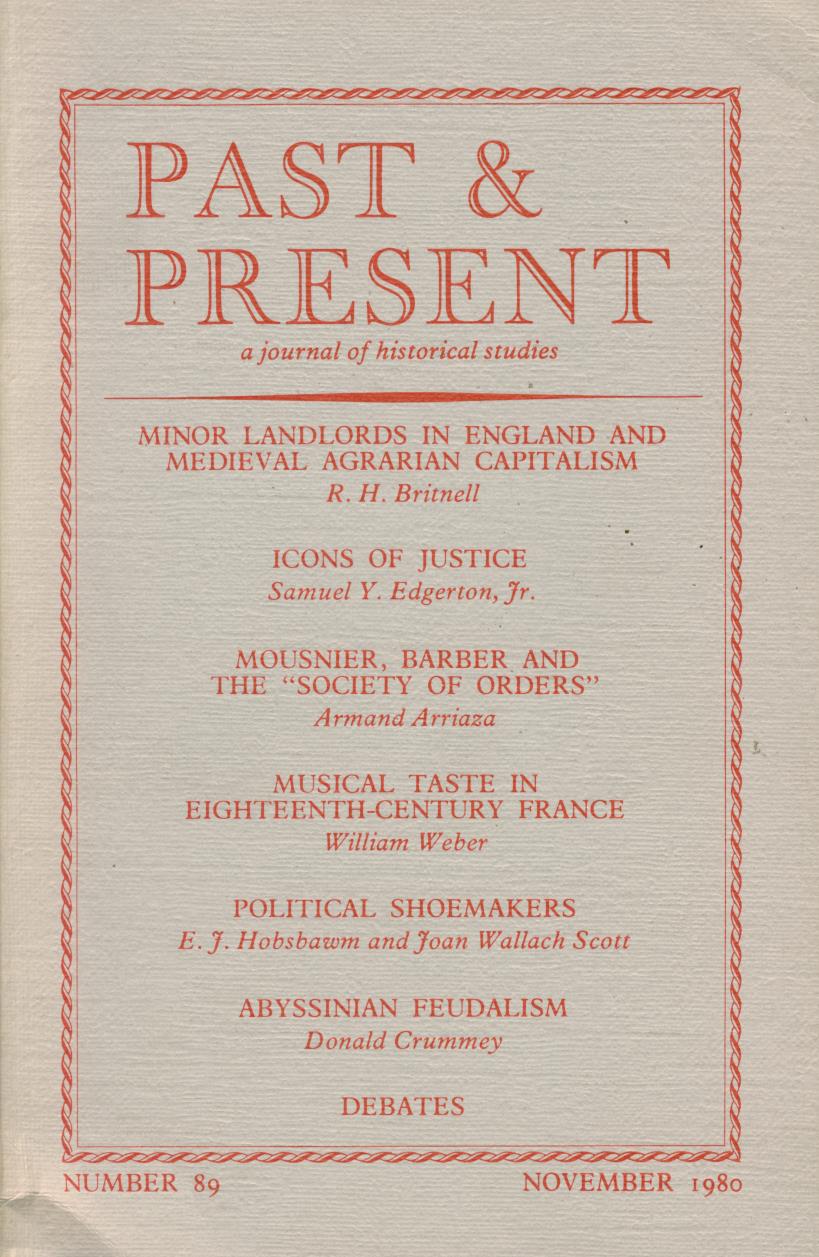 PAST &
PRESENT
a journal of historical studies
MINOR LANDLORDS IN ENGLAND AND
MEDIEVAL AGRARIAN CAPITALISM
R. H. Britnell
ICONS OF JUSTICE
Samuel Y. Edgerton, Jr.
MOUSNIER, BARBER AND
THE “SOCIETY OF ORDERS”
Armand Arriaza
MUSICAL TASTE IN
EIGHTEENTH-CENTURY FRANCE
William Weber
POLITICAL SHOEMAKERS
E. J. Hobsbawm and Joan Wallach Scott
ABYSSINIAN FEUDALISM
Donald Crummey
DEBATES
NUMBER 89 NOVEMBER 1980